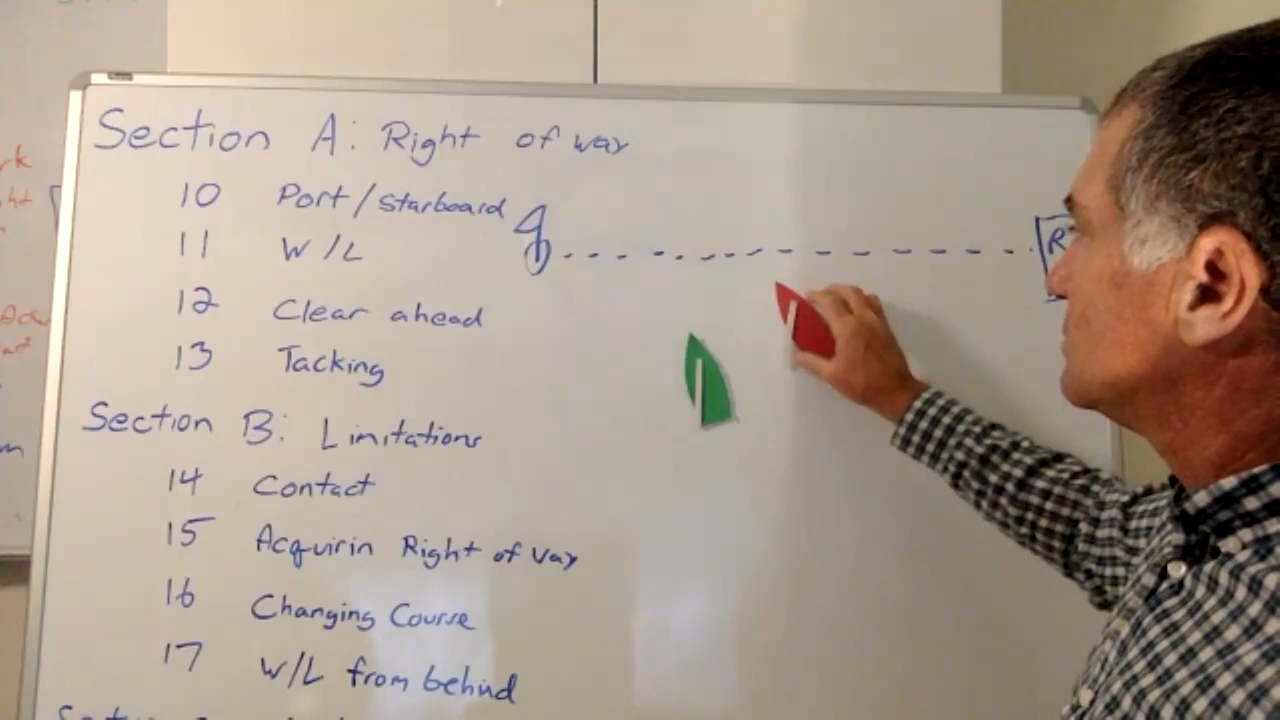 Section A: Right of way
10 Port/Starboard
11 W/L
12 Clear ahead
13 Tacking
Section B: Limitations
14 Contact
15 Acquirin Right of Way
16 Changing Course
17 W/L from behind